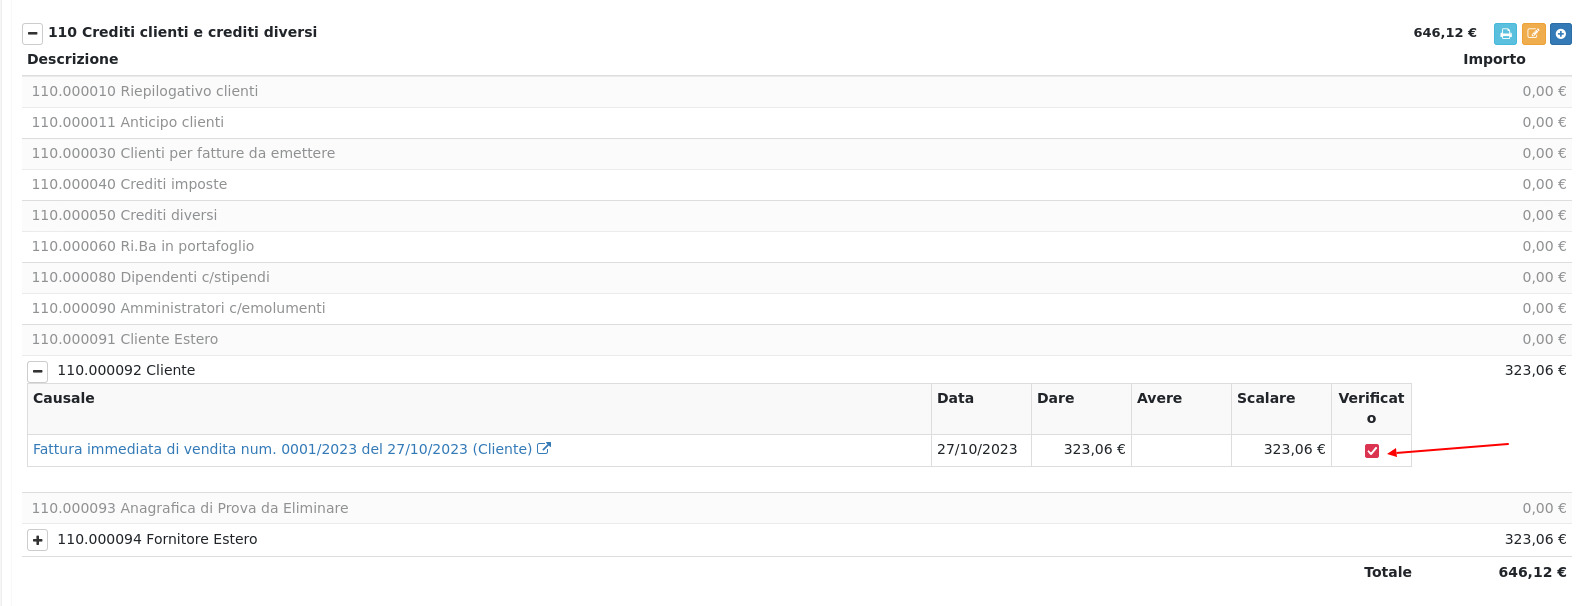 110 Crediti clienti e crediti diversi 646,12 €
Descrizione Importo
110.000010 Riepilogativo clienti 0,00 €
110.000011 Anticipo clienti 0,00 €
110.000030 Clienti per fatture da emettere 0,00 €
110.000040 Crediti imposte 0,00 €
110.000050 Crediti diversi 0,00 €
110.000060 Ri.Ba in portafoglio 0,00 €
110.000080 Dipendenti c/stipendi 0,00 €
110.000090 Amministratori c/emolumenti 0,00 €
110.000091 Cliente Estero 0,00 €
110.000092 Cliente 323,06 €
Causale Data Dare Avere Scalare Verificat
o
Fattura immediata di vendita num. 0001/2023 del 27/10/2023 (Cliente) 27/10/2023 323,06 € 323,06 €
110.000093 Anagrafica di Prova da Eliminare 0,00 €
110.000094 Fornitore Estero 323,06 €
Totale 646,12 €